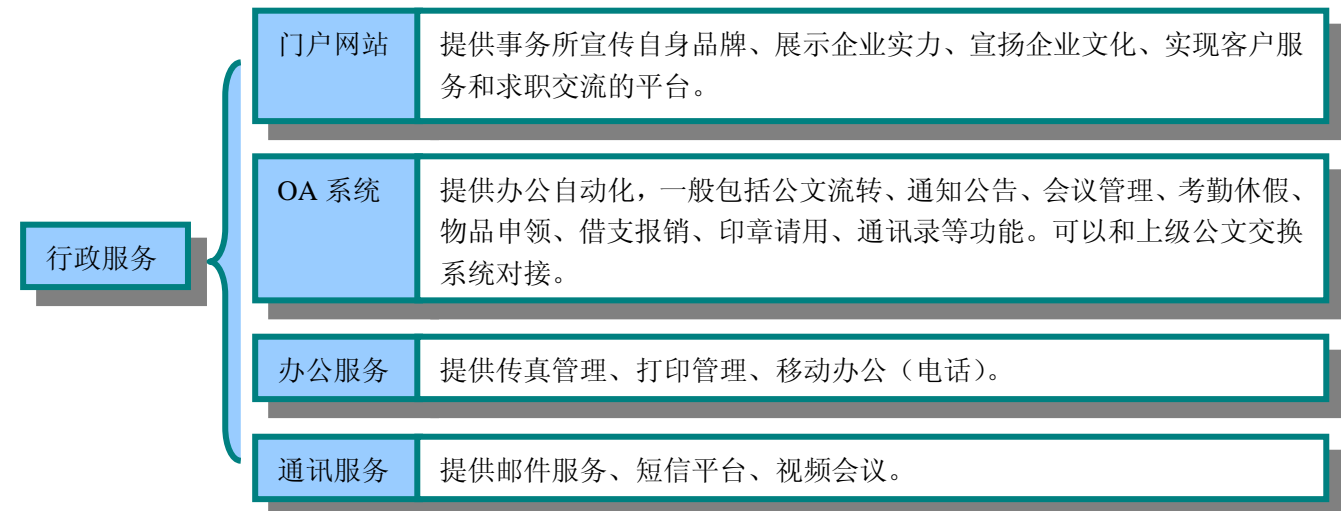 门户网站
提供事务所宣传自身品牌、展示企业实力、宣扬企业文化、实现客户服
务和求职交流的平台。
OA 系统
提供办公自动化，一般包括公文流转、通知公告、会议管理、考勤休假、
物品申领、借支报销、印章请用、通讯录等功能。可以和上级公文交换
系统对接。
行政服务
办公服务
提供传真管理、打印管理、移动办公（电话）。
通讯服务
提供邮件服务、短信平台、视频会议。